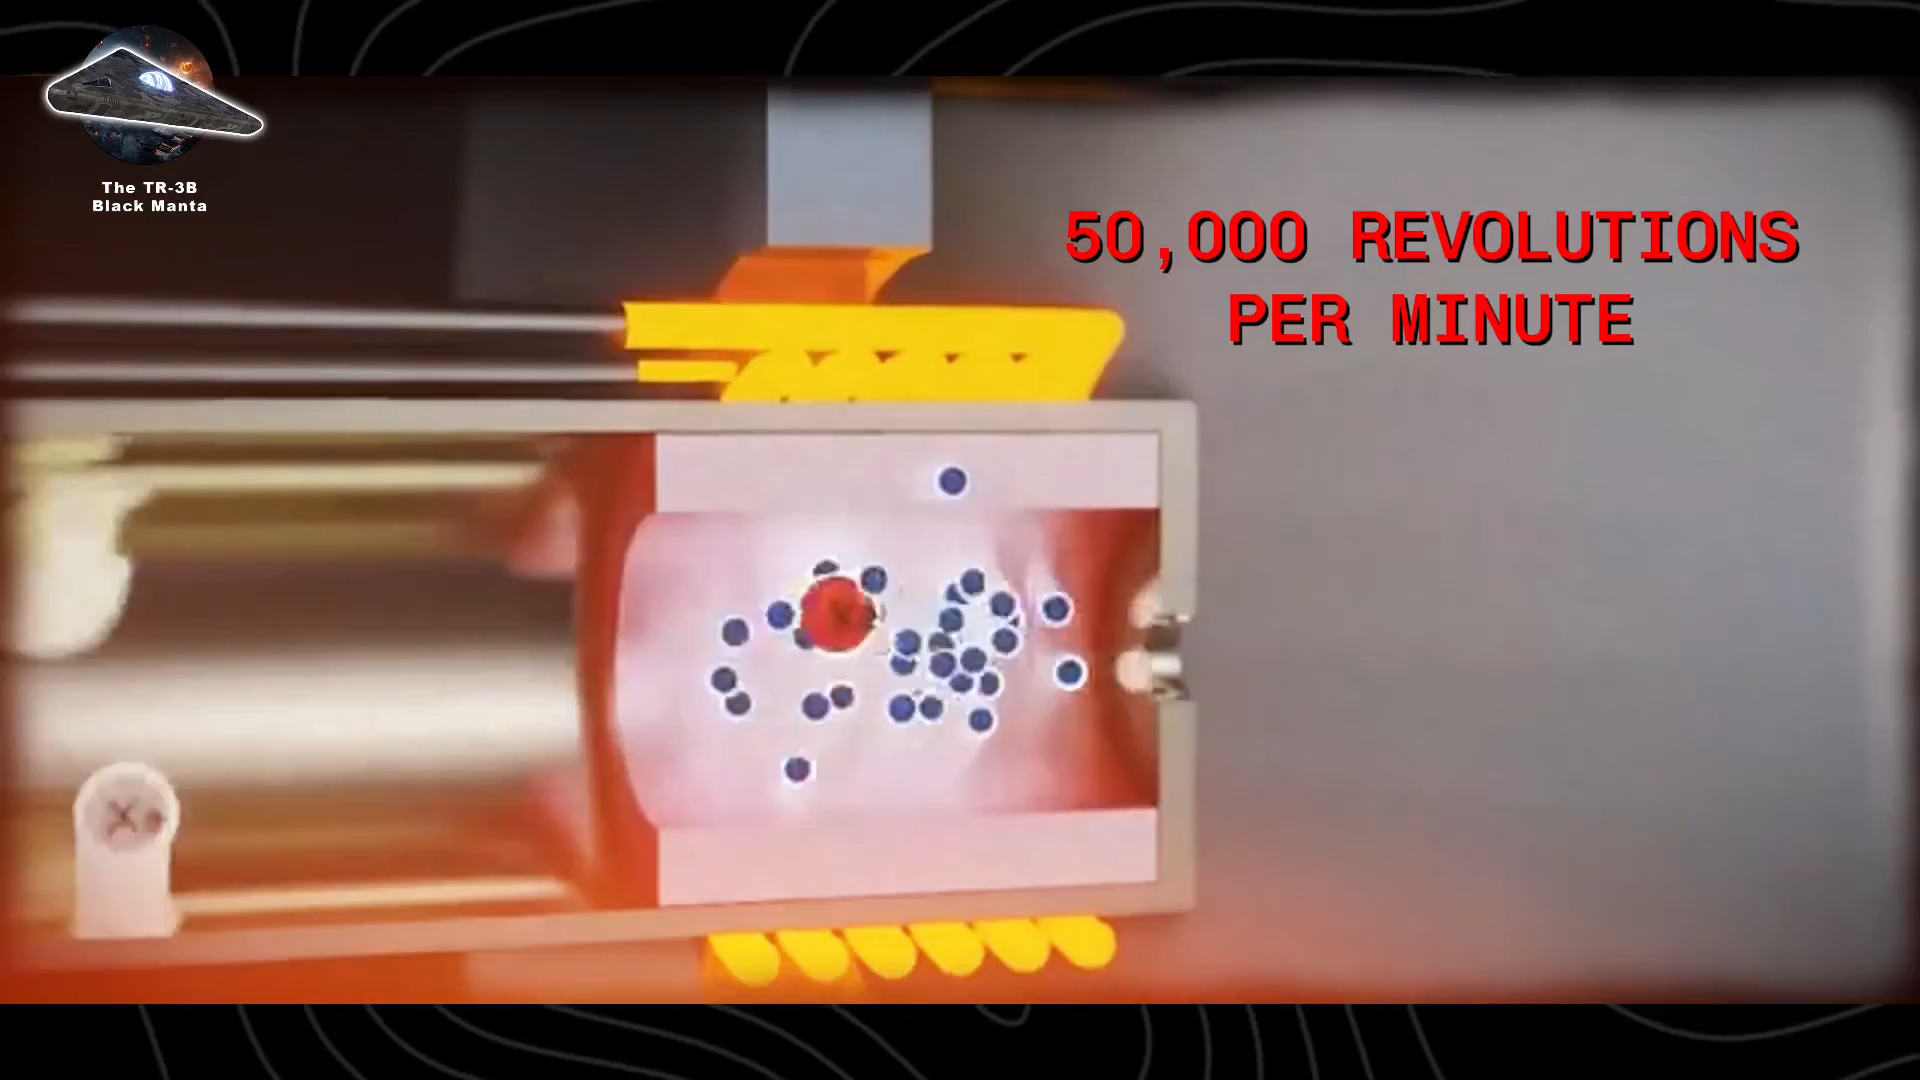 The TR-3B
Black Manta
50,000 REVOLUTIONS
PER MINUTE